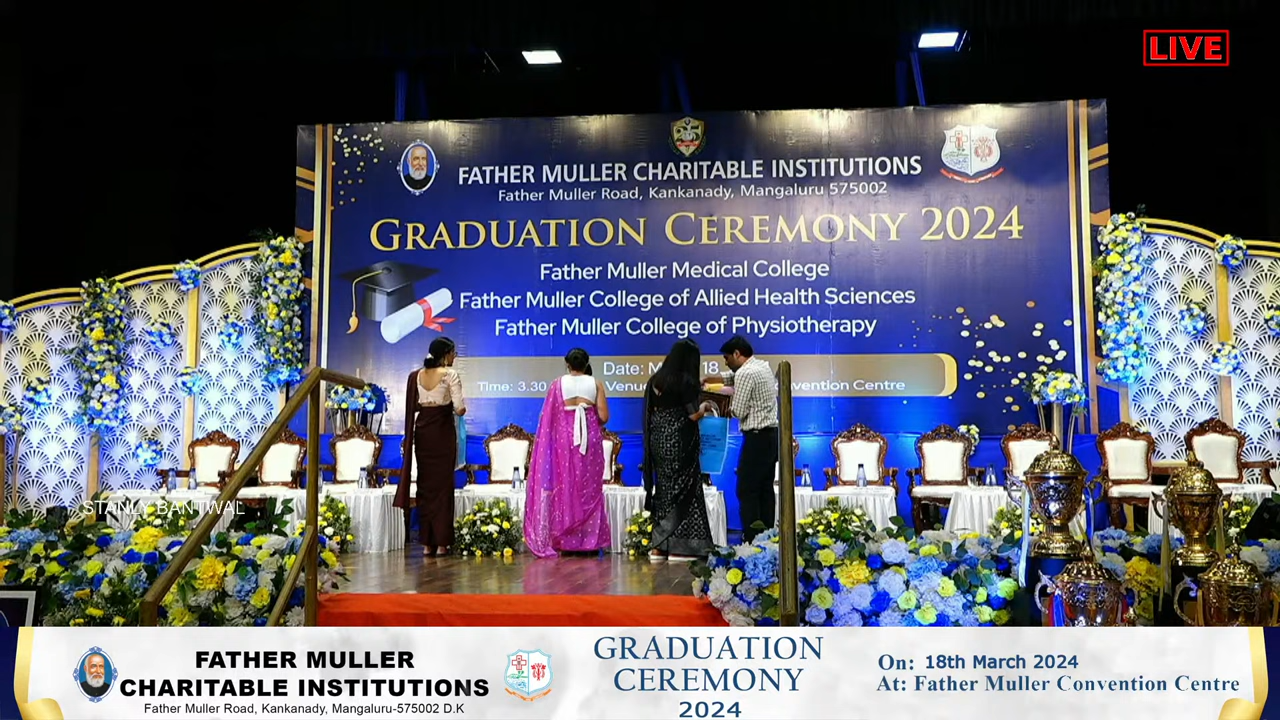 LIVE
FATHER MULLER CHARITABLE INSTITUTIONS
Father Muller Road, Kankanady, Mangaluru 575002
GRADUATION CEREMONY 2024
Father Muller Medical College
Father Muller College of Allied Health Sciences
Father Muller College of Physiotherapy
Date: 18
Time: 3.30 Venu Convention Centre
STANLY BANTWAL
FATHER MULLER
CHARITABLE INSTITUTIONS
Father Muller Road, Kankanady, Mangaluru-575002 D.K
GRADUATION
CEREMONY
2024
On: 18th March 2024
At: Father Muller Convention Centre